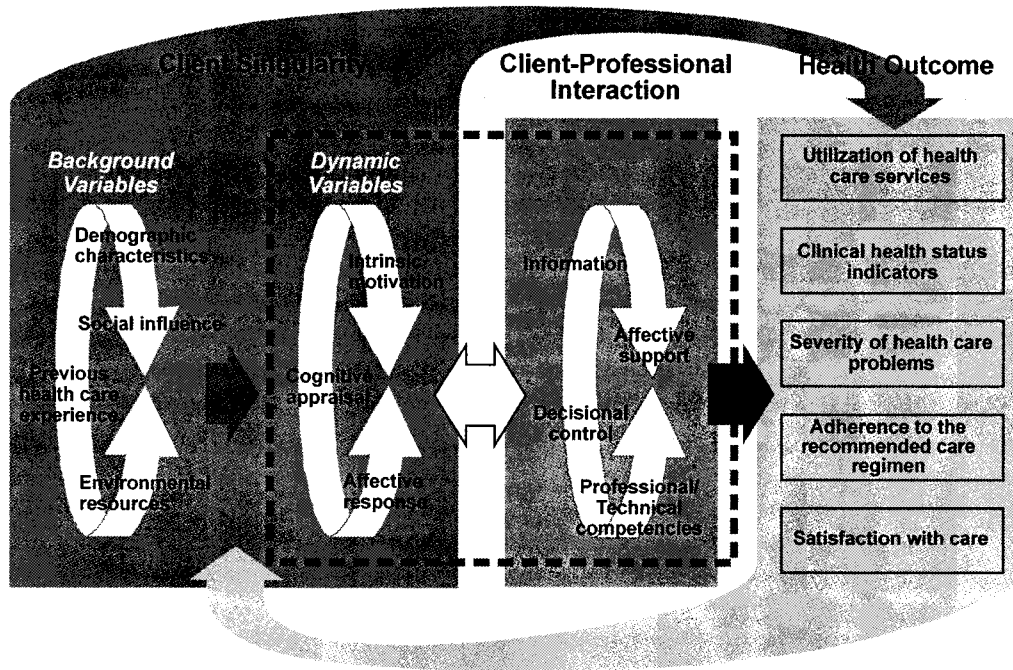 Client Singularity
Client-Professional
Interaction
Health Outcome
Background
Variables
Demographic
characteristics
Social influence
Previous
health care
experience
Environmental
resources
Dynamic
Variables
Intrinsic
motivation
Cognitive
appraisal
Affective
response
Information
Affective
support
Decisional
control
Professional/
Technical
competencies
Utilization of health
care services
Clinical health status
indicators
Severity of health care
problems
Adherence to the
recommended care
regimen
Satisfaction with care